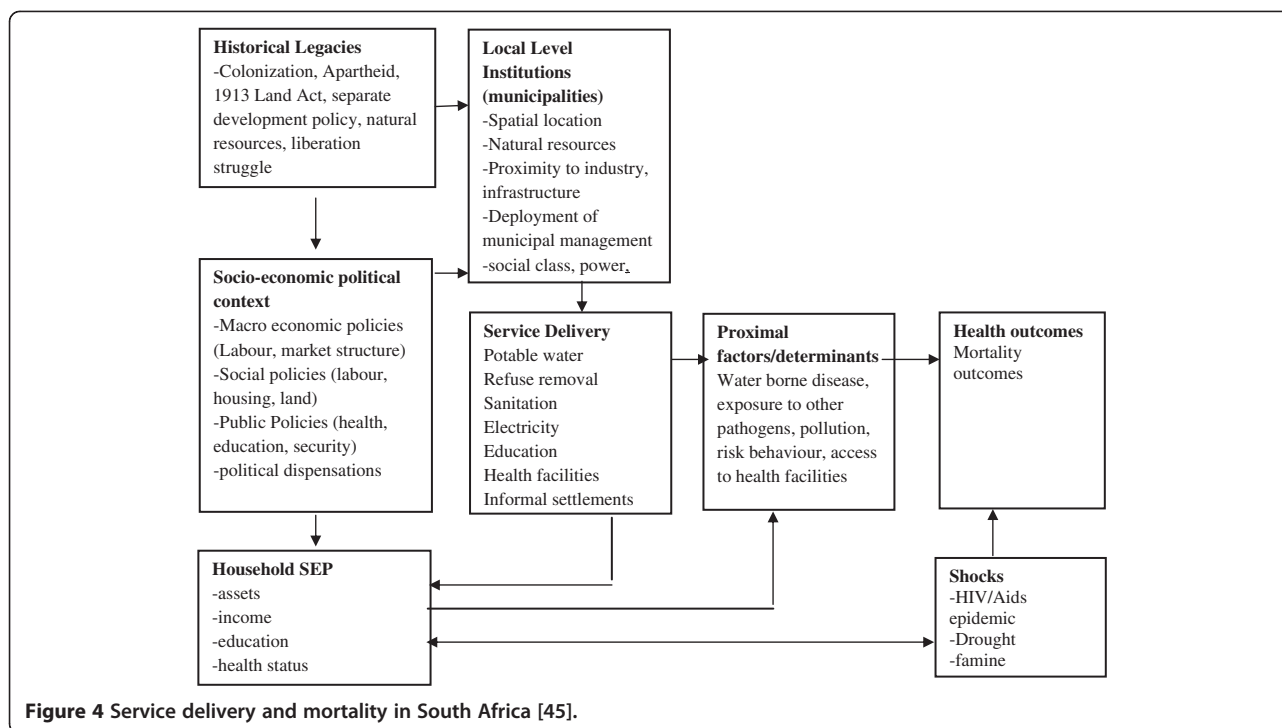 Historical Legacies
-Colonization, Apartheid,
1913 Land Act, separate
development policy, natural
resources, liberation
struggle
Local Level
Institutions
(municipalities)
-Spatial location
-Natural resources
-Proximity to industry,
infrastructure
-Deployment of
municipal management
-social class, power.
Socio-economic political
context
-Macro economic policies
(Labour, market structure)
-Social policies (labour,
housing, land)
-Public Policies (health,
education, security)
-political dispensations
Service Delivery
Potable water
Refuse removal
Sanitation
Electricity
Education
Health facilities
Informal settlements
Proximal
factors/determinants
Water borne disease,
exposure to other
pathogens, pollution,
risk behaviour, access
to health facilities
Health outcomes
Mortality
outcomes
Household SEP
-assets
-income
-education
-health status
Shocks
-HIV/Aids
epidemic
-Drought
-famine
Figure 4 Service delivery and mortality in South Africa [45].